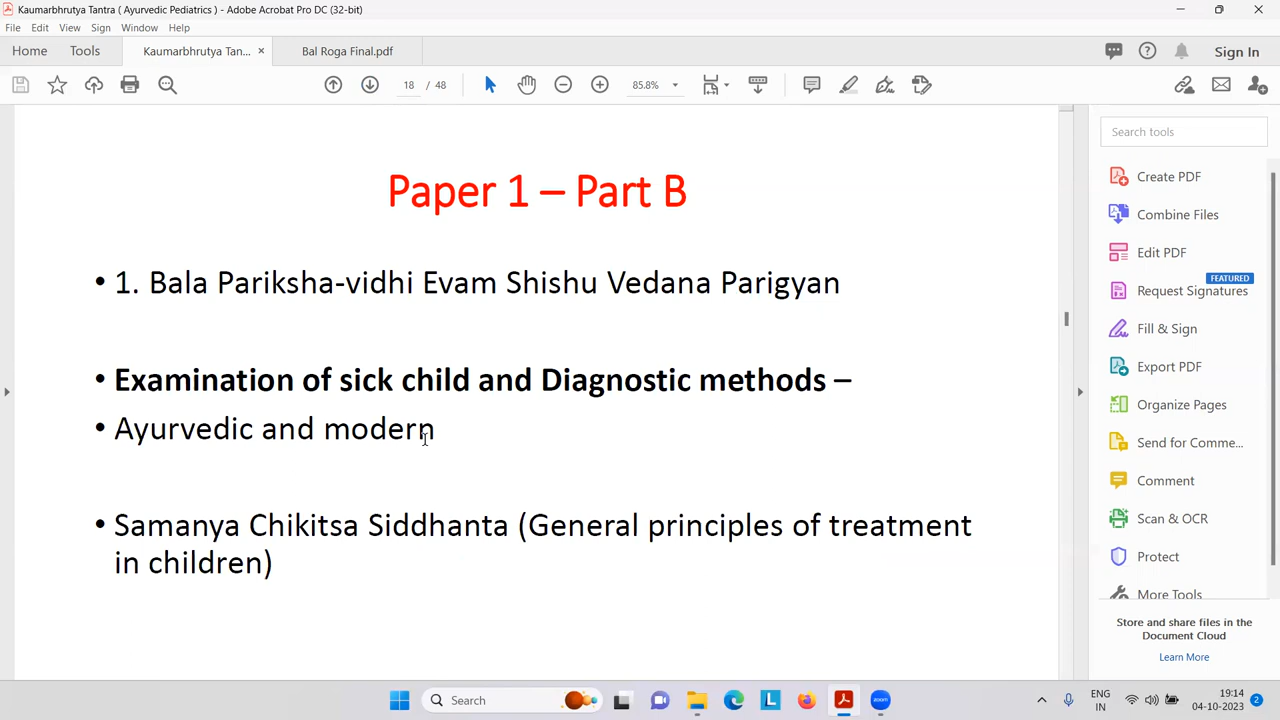 Kaumarbhrutya Tantra ( Ayurvedic Pediatrics ) - Adobe Acrobat Pro DC (32-bit)
File Edit View Sign Window Help
Home Tools Kaumarbhrutya Tan... × Bal Roga Final.pdf Sign In
18 / 48 85.8%
Search tools
Paper 1 – Part B
• 1. Bala Pariksha-vidhi Evam Shishu Vedana Parigyan
• Examination of sick child and Diagnostic methods –
• Ayurvedic and modern
• Samanya Chikitsa Siddhanta (General principles of treatment
in children)
Create PDF
Combine Files
Edit PDF
FEATURED
Request Signatures
Fill & Sign
Export PDF
Organize Pages
Send for Comme...
Comment
Scan & OCR
Protect
More Tools
Store and share files in the
Document Cloud
Learn More
Search
zoom
ENG
IN
19:14
04-10-2023
2